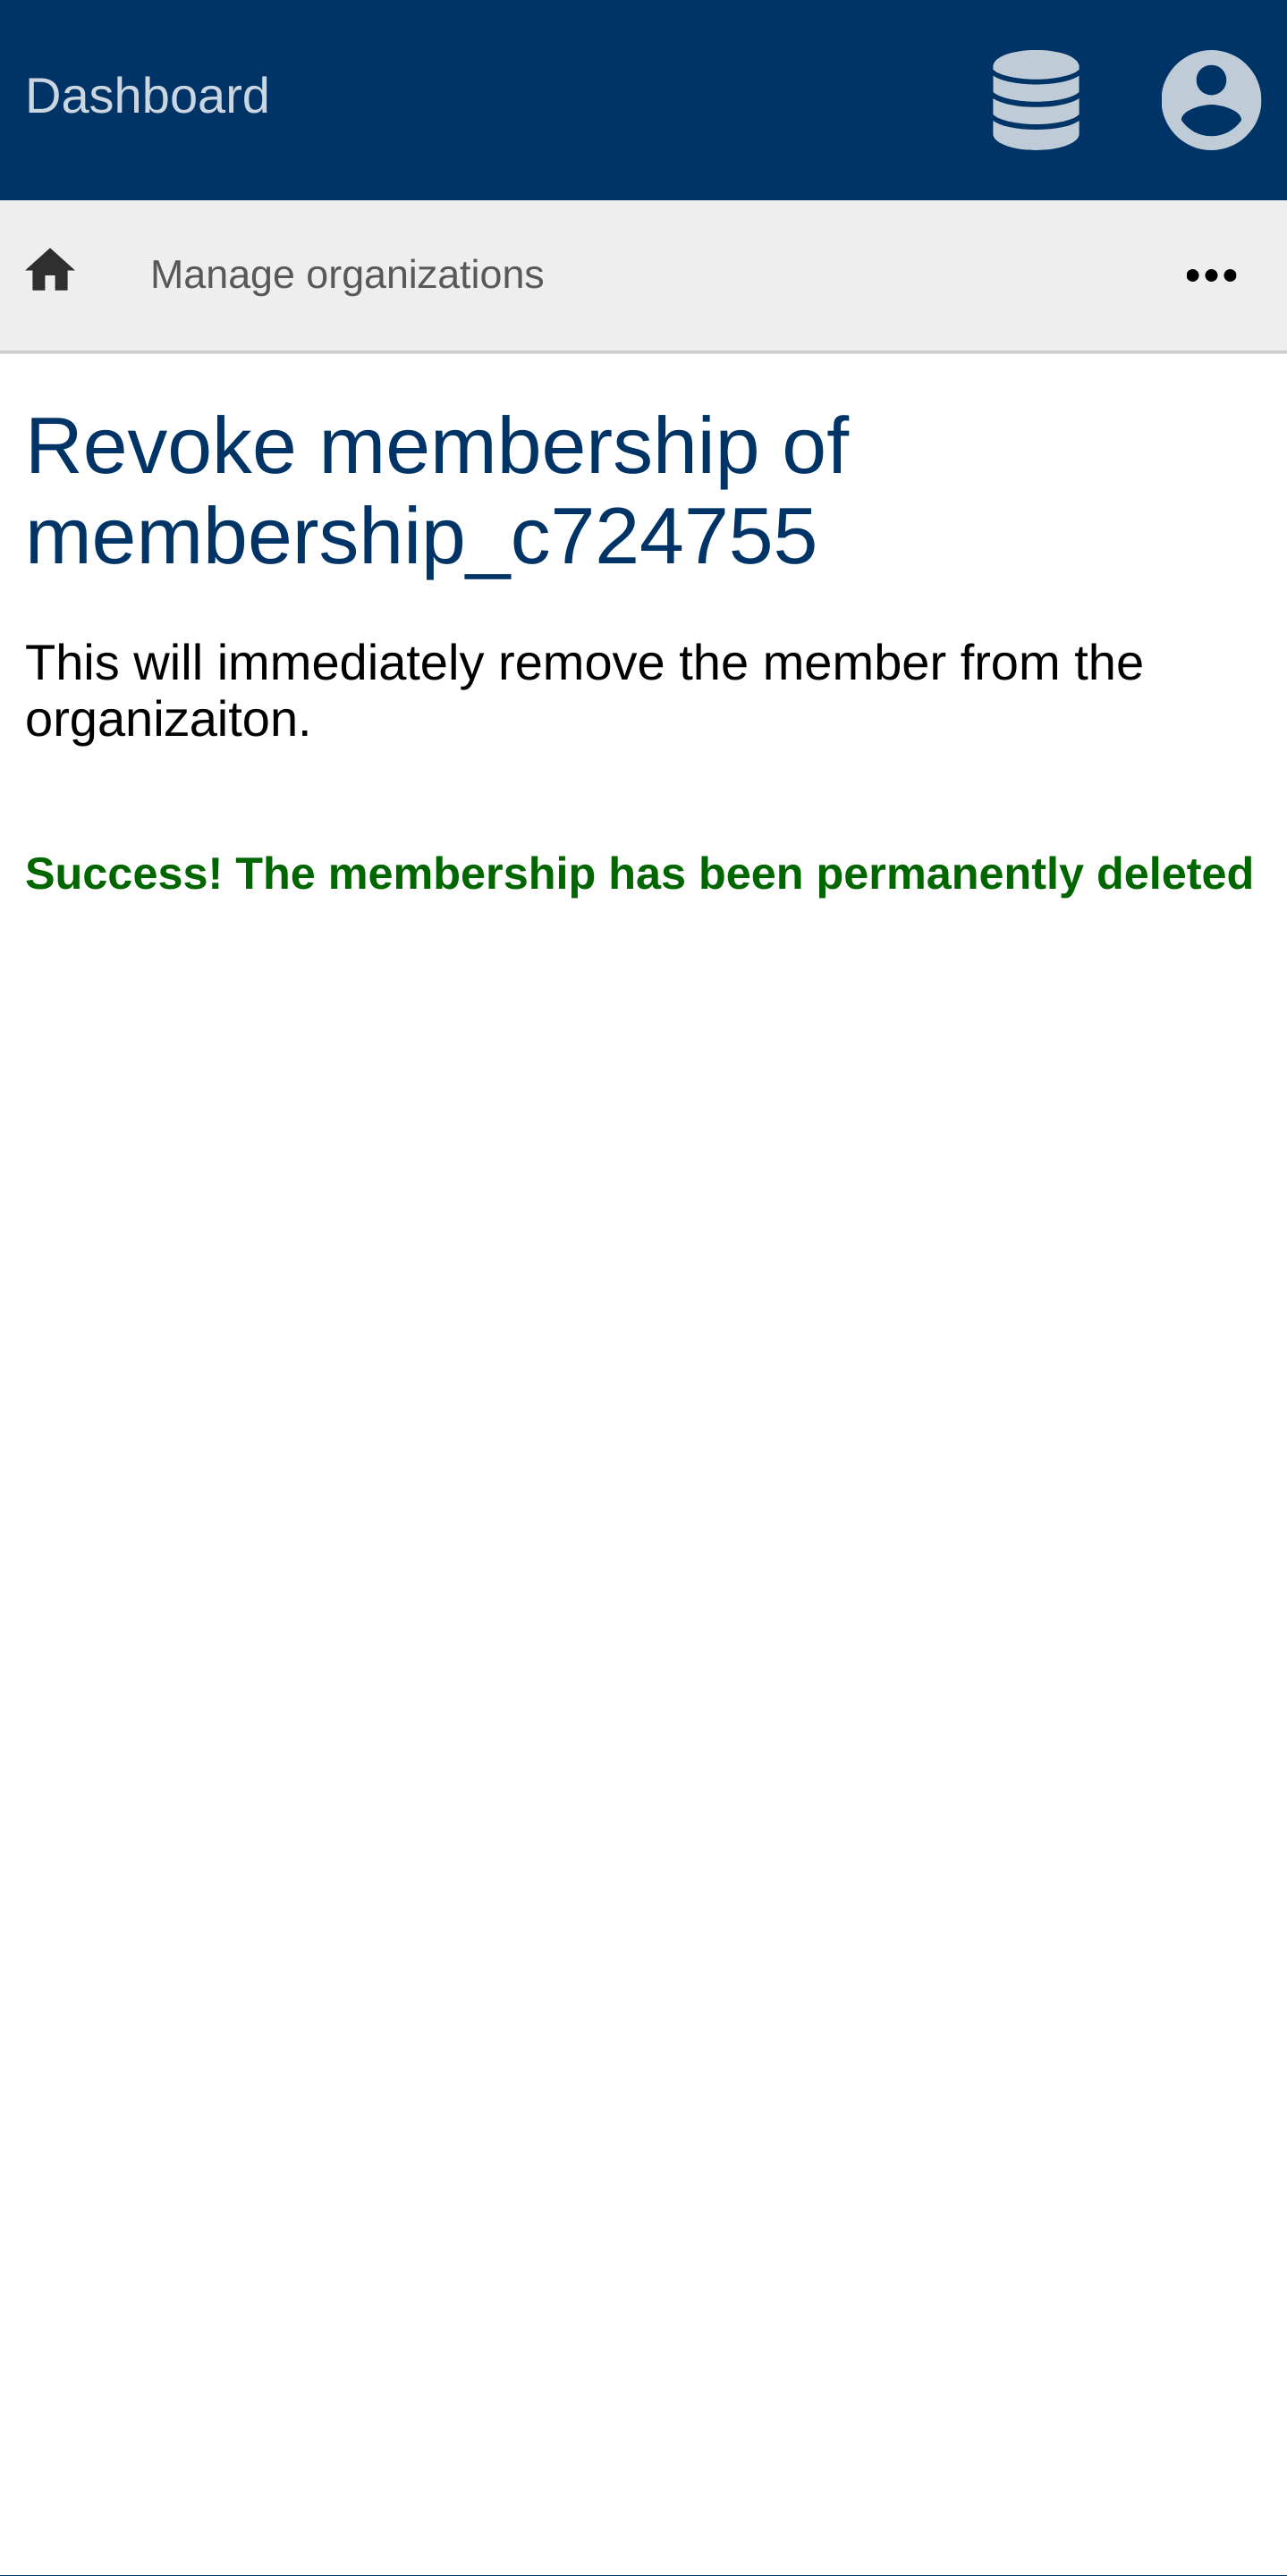 Dashboard
Manage organizations
Revoke membership of
membership_c724755
This will immediately remove the member from the
organizaiton.
Success! The membership has been permanently deleted